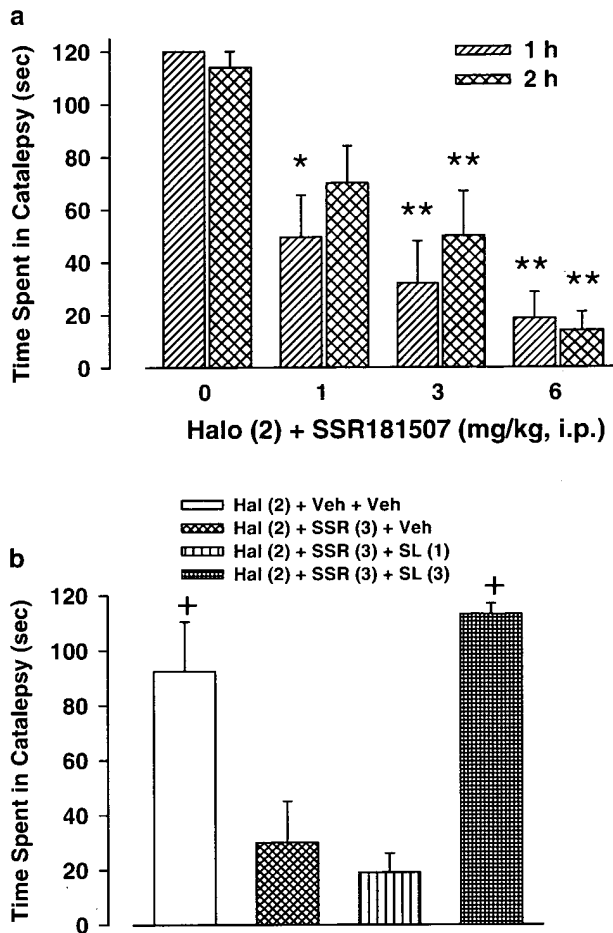 a
Time Spent in Catalepsy (sec)
120
100
80
60
40
20
0
1 h
2 h
*
**
**
**
**
0 1 3 6
Halo (2) + SSR181507 (mg/kg, i.p.)
Hal (2) + Veh + Veh
Hal (2) + SSR (3) + Veh
Hal (2) + SSR (3) + SL (1)
Hal (2) + SSR (3) + SL (3)
b
Time Spent in Catalepsy (sec)
120
100
80
60
40
20
0
+
+